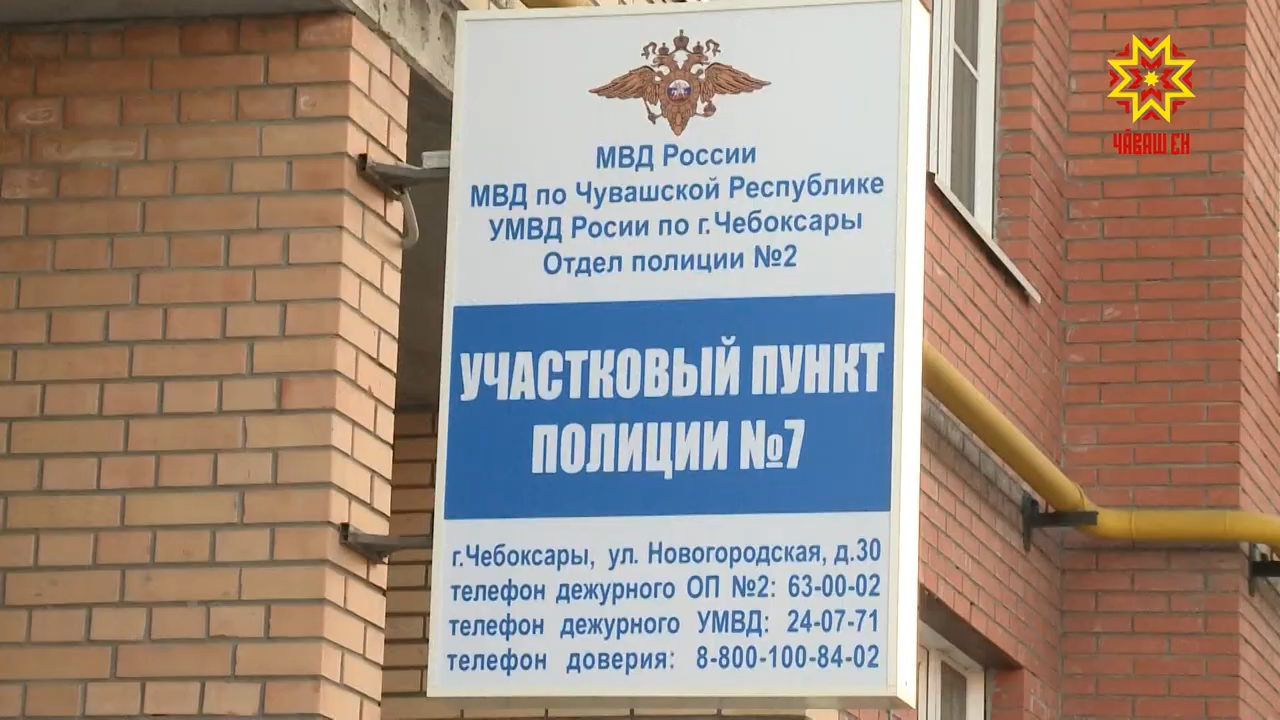 МВД России
МВД по Чувашской Республике
УМВД Росии по г.Чебоксары
Отдел полиции №2
УЧАСТКОВЫЙ ПУНКТ
ПОЛИЦИИ №7
г.Чебоксары, ул. Новогородская, д.30
телефон дежурного ОП №2: 63-00-02
телефон дежурного УМВД: 24-07-71
телефон доверия: 8-800-100-84-02
ЧӐВАШ ЕН